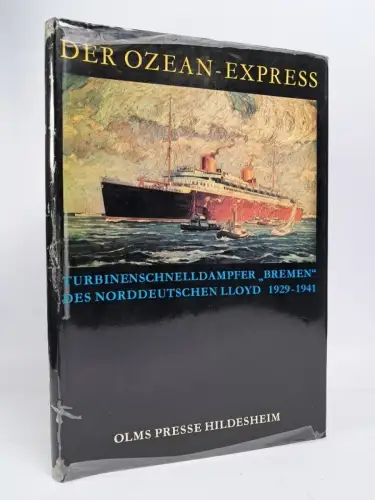 DER OZEAN-EXPRESS
TURBINENSCHNELLDAMPFER „BREMEN“
DES NORDDEUTSCHEN LLOYD 1929-1941
OLMS PRESSE HILDESHEIM